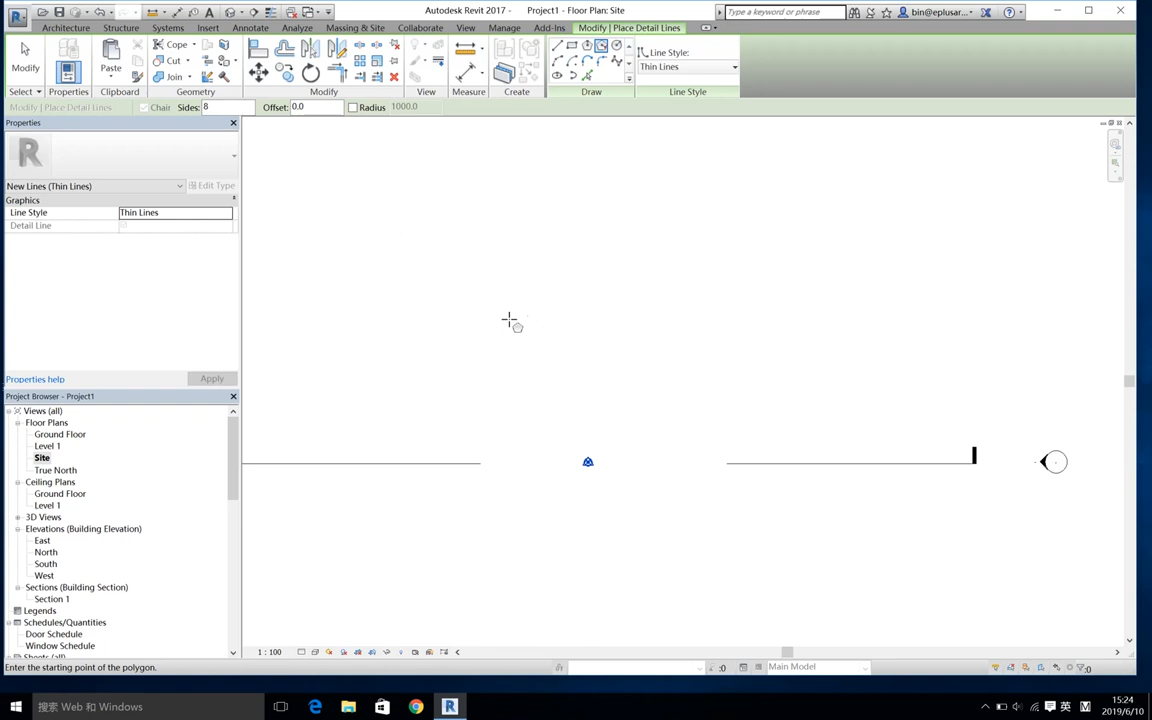 Autodesk Revit 2017 - Project1 - Floor Plan: Site
Type a keyword or phrase
bin@eplusar...
Architecture Structure Systems Insert Annotate Analyze Massing & Site Collaborate View Manage Add-Ins Modify | Place Detail Lines
Cope
Cut
Join
Line Style:
Thin Lines
Modify Paste
Select Properties Clipboard Geometry Modify View Measure Create Draw Line Style
Modify | Place Detail Lines Chain Sides: 8 Offset: 0.0 Radius 1000.0
Properties
New Lines (Thin Lines) Edit Type
Graphics
Line Style Thin Lines
Detail Line
Properties help Apply
Project Browser - Project1
Views (all)
Floor Plans
Ground Floor
Level 1
Site
True North
Ceiling Plans
Ground Floor
Level 1
3D Views
Elevations (Building Elevation)
East
North
South
West
Sections (Building Section)
Section 1
Legends
Schedules/Quantities
Door Schedule
Window Schedule
Sheets (all)
1 : 100
Enter the starting point of the polygon.
:0 Main Model :0
搜索 Web 和 Windows
英
15:24
2019/6/10